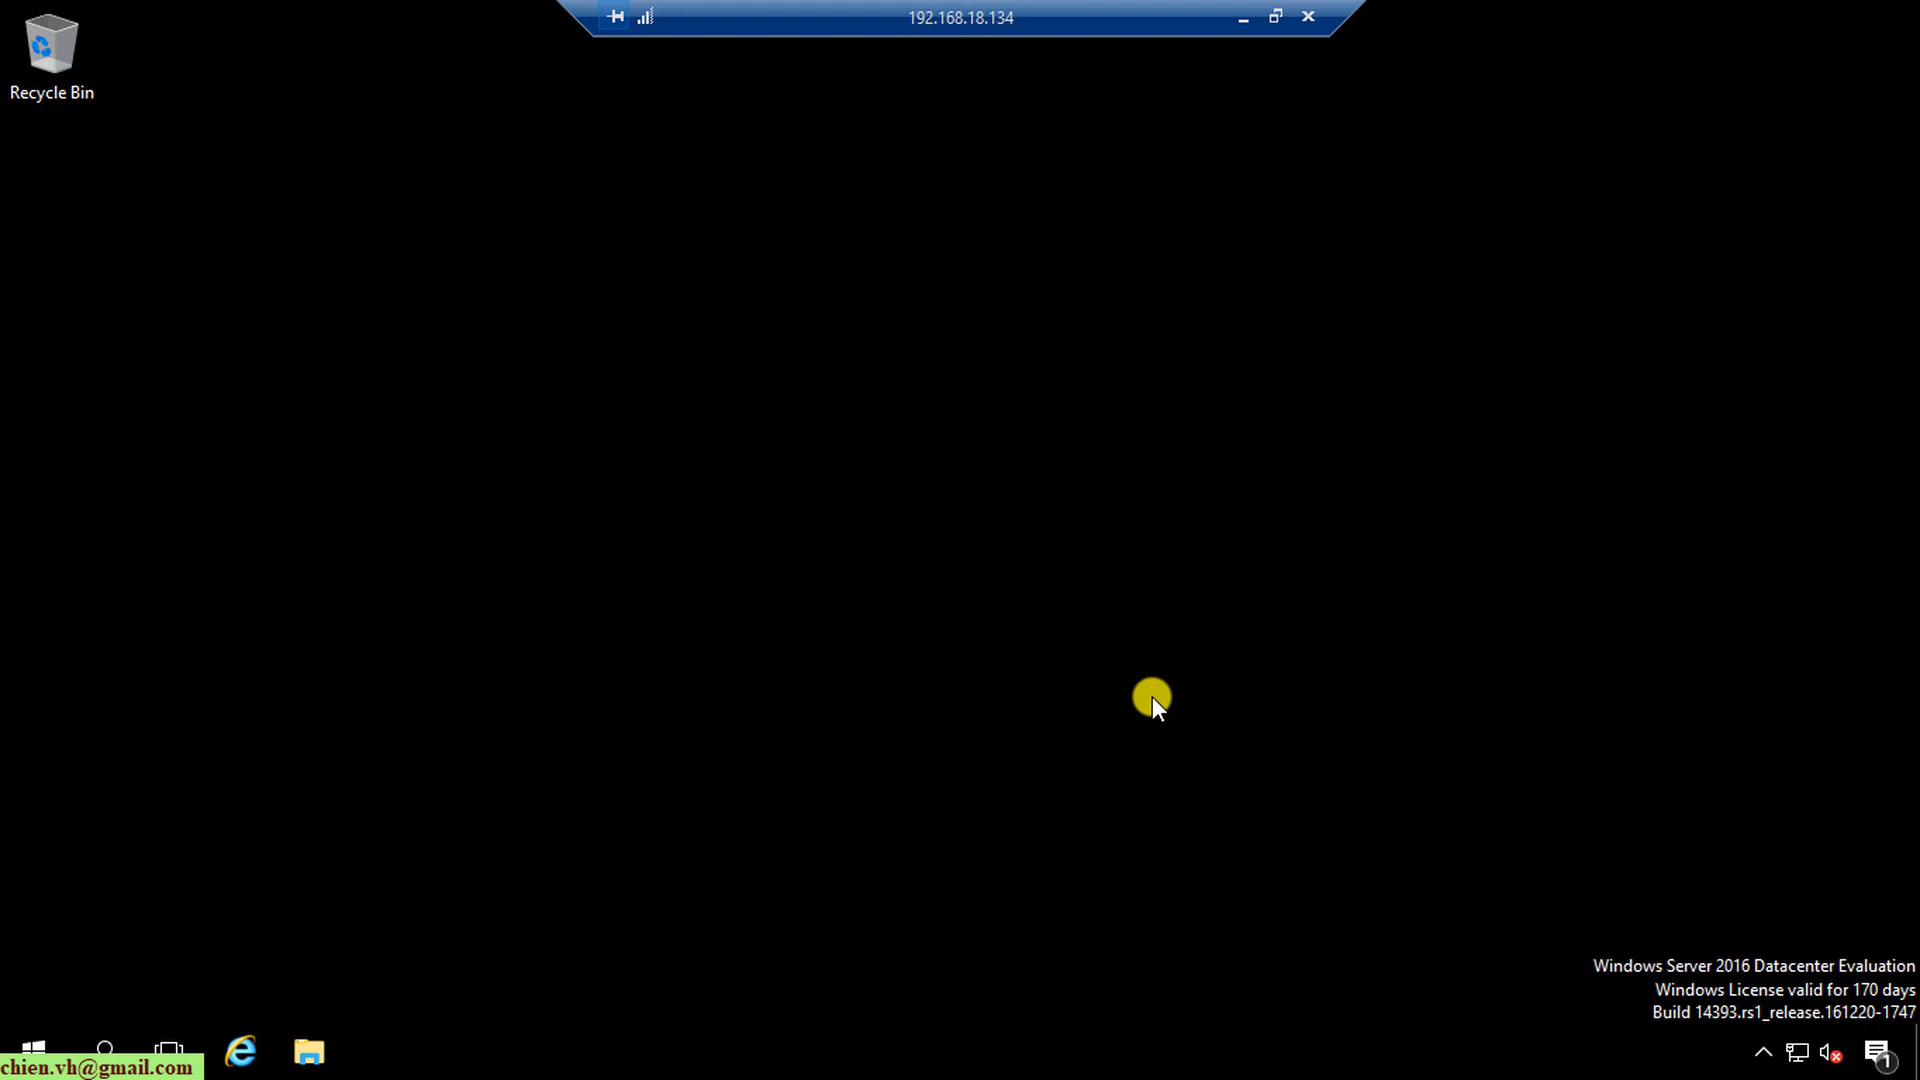 192.168.18.134
Recycle Bin
Windows Server 2016 Datacenter Evaluation
Windows License valid for 170 days
Build 14393.rs1_release.161220-1747
chien.vh@gmail.com
1